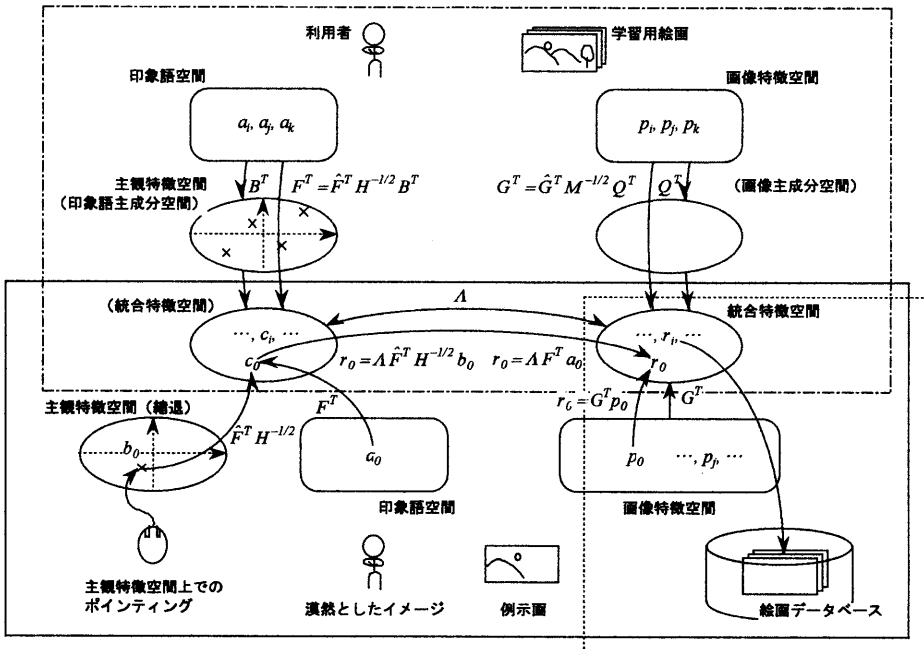 利用者
学習用絵画
印象語空間
画像特徴空間
a_i, a_j, a_k
p_i, p_j, p_k
主観特徴空間
(印象語主成分空間)
B^T
F^T = F̂^T H^{-1/2} B^T
G^T = Ĝ^T M^{-1/2} Q^T
Q^T
(画像主成分空間)
(統合特徴空間)
Λ
統合特徴空間
…, c_i, …
…, r_i, …
c_0
r_0 = Λ F̂^T H^{-1/2} b_0
r_0 = Λ F^T a_0
r_0
主観特徴空間(縮退)
F̂^T H^{-1/2}
F^T
r_0 = G^T p_0
G^T
b_0
a_0
p_0
…, p_j, …
印象語空間
画像特徴空間
主観特徴空間上での
ポインティング
漠然としたイメージ
例示画
絵画データベース